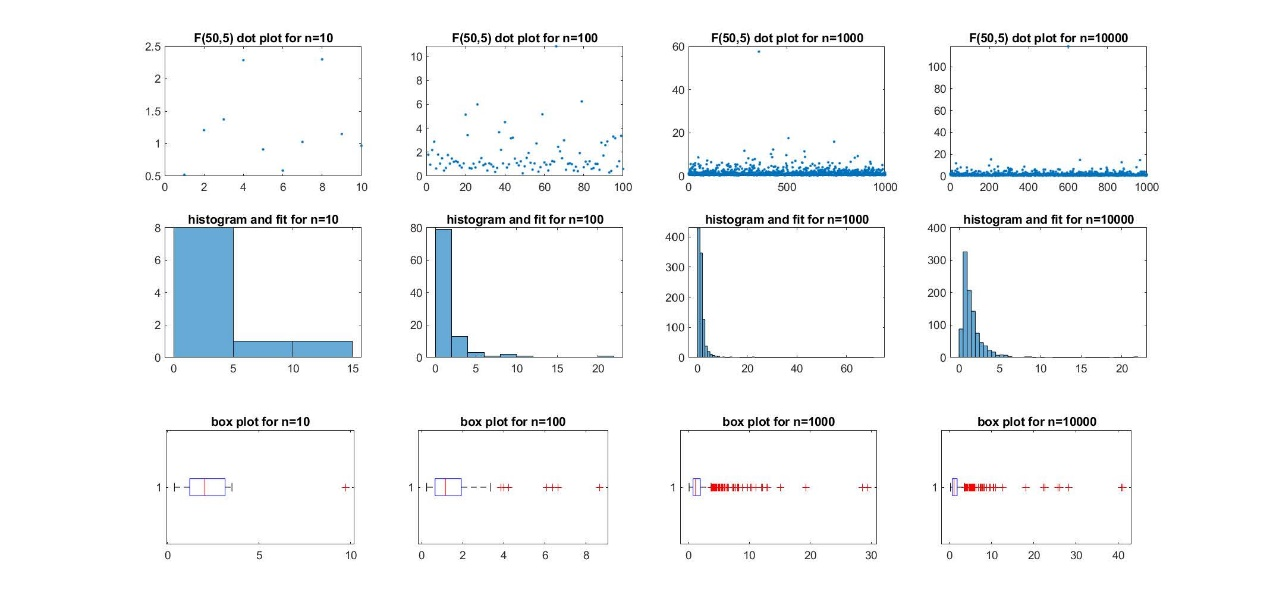 F(50,5) dot plot for n=10 F(50,5) dot plot for n=100 F(50,5) dot plot for n=1000 F(50,5) dot plot for n=10000
2.5 10 60 100
2 8 80
1.5 6 40 60
1 4 20 40
0.5 2 0 20
0 0
0 2 4 6 8 10 0 20 40 60 80 100 0 500 1000 0 200 400 600 800 1000
histogram and fit for n=10 histogram and fit for n=100 histogram and fit for n=1000 histogram and fit for n=10000
8 80 400 400
6 60 300 300
4 40 200 200
2 20 100 100
0 0 0 0
0 5 10 15 0 5 10 15 20 0 20 40 60 0 5 10 15 20
box plot for n=10 box plot for n=100 box plot for n=1000 box plot for n=10000
1 1 1 1
0 5 10 0 2 4 6 8 0 10 20 30 0 10 20 30 40